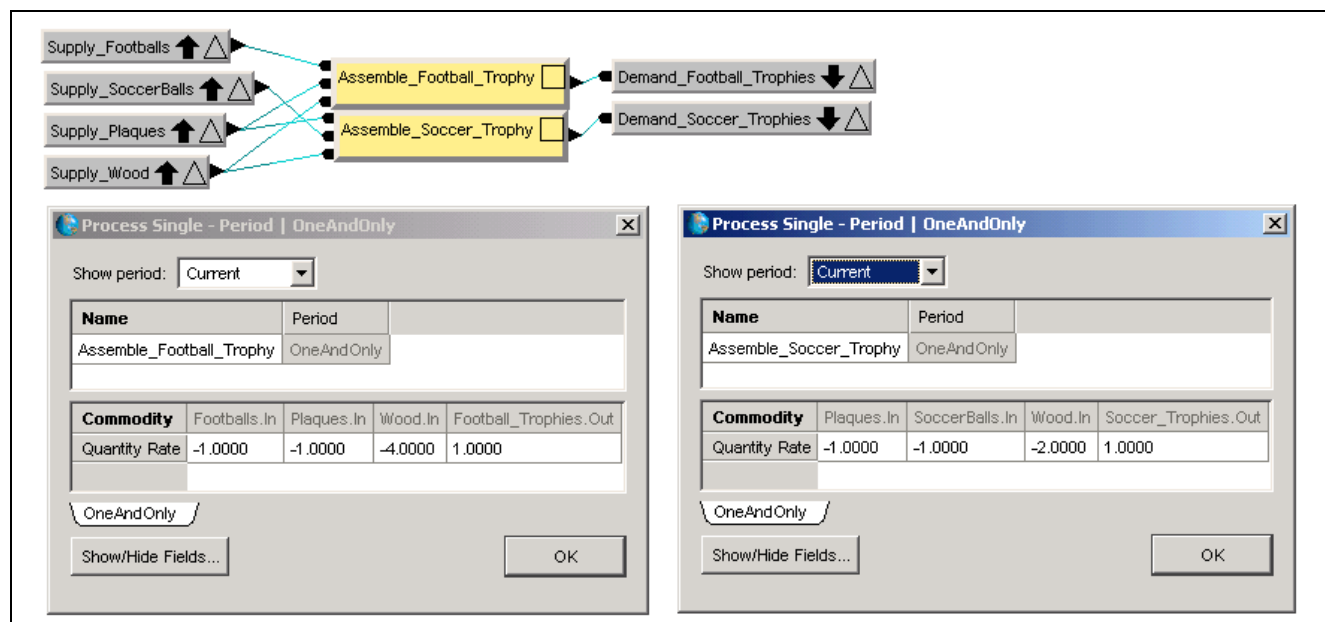 Supply_Footballs
Supply_SoccerBalls
Supply_Plaques
Supply_Wood
Assemble_Football_Trophy
Assemble_Soccer_Trophy
Demand_Football_Trophies
Demand_Soccer_Trophies
Process Single - Period | OneAndOnly
Show period: Current
Name Period
Assemble_Football_Trophy OneAndOnly
Commodity Footballs.In Plaques.In Wood.In Football_Trophies.Out
Quantity Rate -1.0000 -1.0000 -4.0000 1.0000
OneAndOnly
Show/Hide Fields... OK
Process Single - Period | OneAndOnly
Show period: Current
Name Period
Assemble_Soccer_Trophy OneAndOnly
Commodity Plaques.In SoccerBalls.In Wood.In Soccer_Trophies.Out
Quantity Rate -1.0000 -1.0000 -2.0000 1.0000
OneAndOnly
Show/Hide Fields... OK